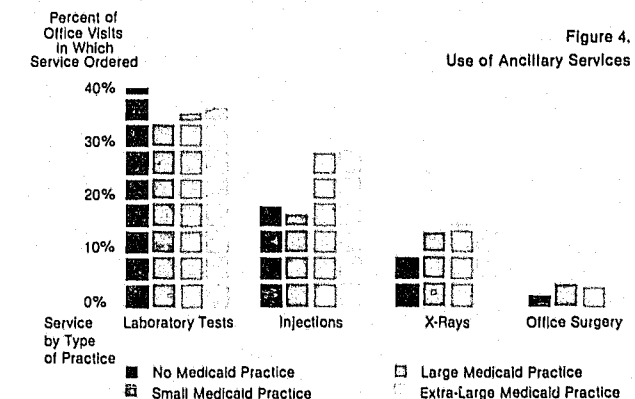 Percent of
Office Visits
in Which
Service Ordered
Figure 4.
Use of Ancillary Services
40%
30%
20%
10%
0%
Service
by Type
of Practice
Laboratory Tests
Injections
X-Rays
Office Surgery
No Medicaid Practice
Large Medicaid Practice
Small Medicaid Practice
Extra-Large Medicaid Practice